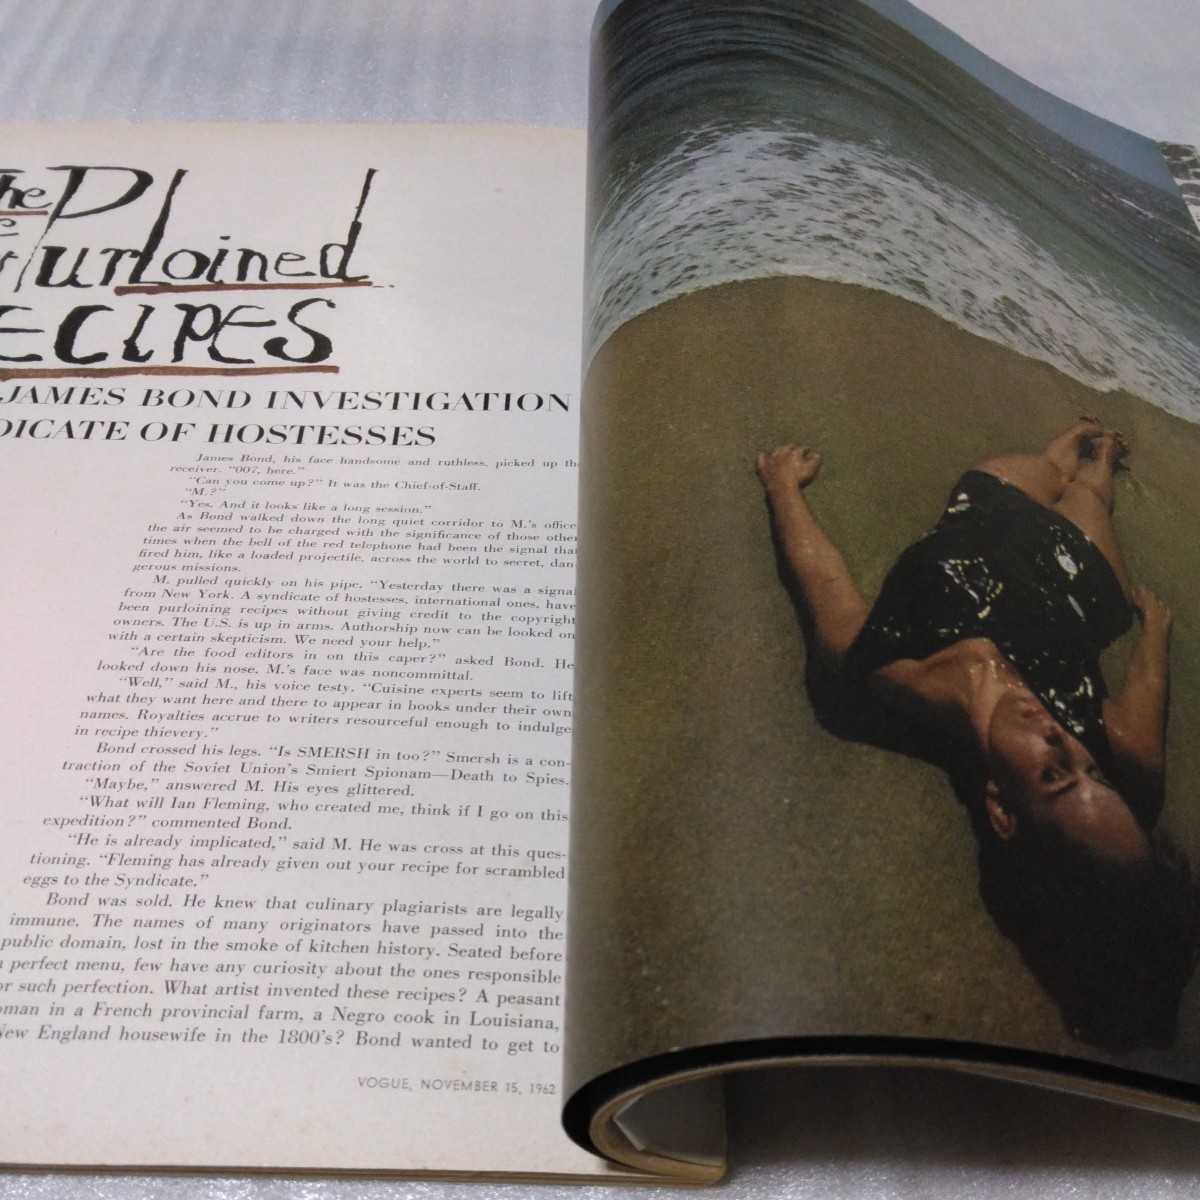 The
Purloined
RECIPES
JAMES BOND INVESTIGATION
DICATE OF HOSTESSES
James Bond, his face handsome and ruthless, picked up th
receiver. "007, here."
"Can you come up?" It was the Chief-of-Staff.
"M.?"
"Yes. And it looks like a long session."
As Bond walked down the long quiet corridor to M.'s office
the air seemed to be charged with the significance of those other
times when the bell of the red telephone had been the signal that
fired him, like a loaded projectile, across the world to secret, dan-
gerous missions.
M. pulled quickly on his pipe. "Yesterday there was a signal
from New York. A syndicate of hostesses, international ones, have
been purloining recipes without giving credit to the copyright
owners. The U.S. is up in arms. Authorship now can be looked on
with a certain skepticism. We need your help."
"Are the food editors in on this caper?" asked Bond. He
looked down his nose. M.'s face was noncommittal.
"Well," said M., his voice testy. "Cuisine experts seem to lift
what they want here and there to appear in books under their own
names. Royalties accrue to writers resourceful enough to indulge
in recipe thievery."
Bond crossed his legs. "Is SMERSH in too?" Smersh is a con-
traction of the Soviet Union's Smiert Spionam—Death to Spies.
"Maybe," answered M. His eyes glittered.
"What will Ian Fleming, who created me, think if I go on this
expedition?" commented Bond.
"He is already implicated," said M. He was cross at this ques-
tioning. "Fleming has already given out your recipe for scrambled
eggs to the Syndicate."
Bond was sold. He knew that culinary plagiarists are legally
immune. The names of many originators have passed into the
public domain, lost in the smoke of kitchen history. Seated before
a perfect menu, few have any curiosity about the ones responsible
or such perfection. What artist invented these recipes? A peasant
oman in a French provincial farm, a Negro cook in Louisiana,
New England housewife in the 1800's? Bond wanted to get to
VOGUE, NOVEMBER 15, 1962